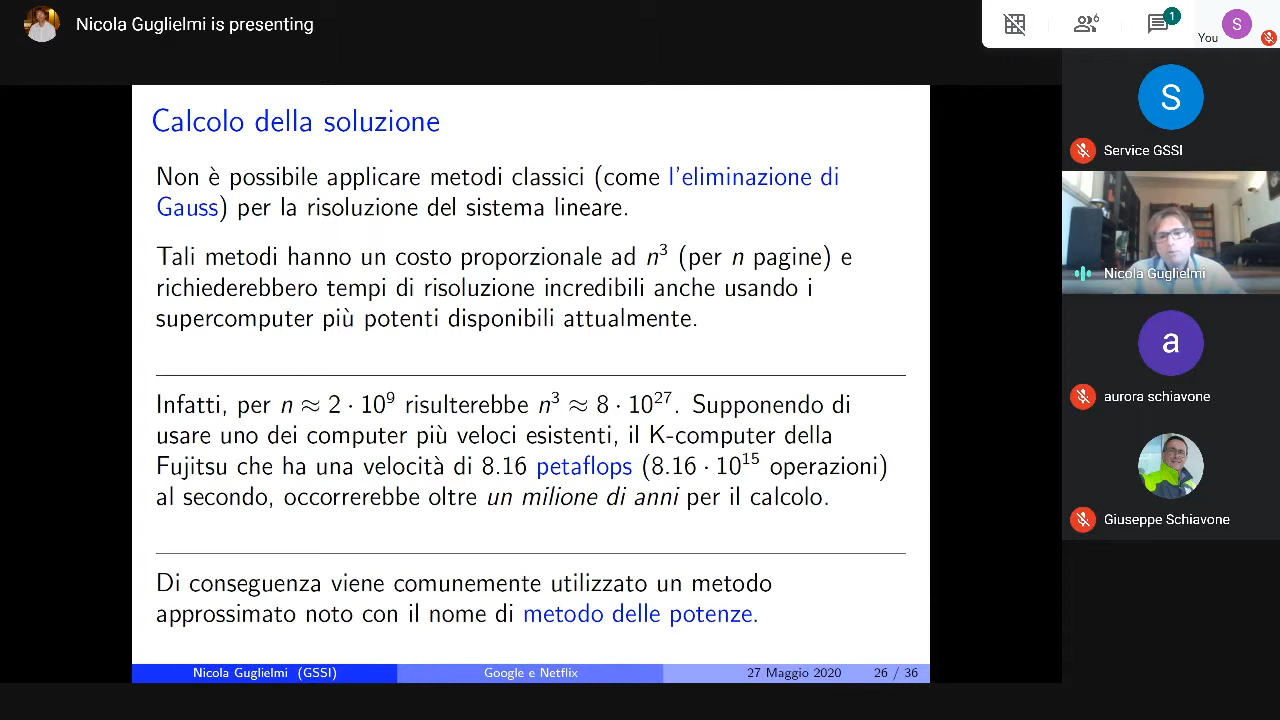 Nicola Guglielmi is presenting
6
1
You
S
Calcolo della soluzione
Non è possibile applicare metodi classici (come l'eliminazione di
Gauss) per la risoluzione del sistema lineare.
Tali metodi hanno un costo proporzionale ad n³ (per n pagine) e
richiederebbero tempi di risoluzione incredibili anche usando i
supercomputer più potenti disponibili attualmente.
Infatti, per n ≈ 2 · 10⁹ risulterebbe n³ ≈ 8 · 10²⁷. Supponendo di
usare uno dei computer più veloci esistenti, il K-computer della
Fujitsu che ha una velocità di 8.16 petaflops (8.16 · 10¹⁵ operazioni)
al secondo, occorrerebbe oltre un milione di anni per il calcolo.
Di conseguenza viene comunemente utilizzato un metodo
approssimato noto con il nome di metodo delle potenze.
Nicola Guglielmi (GSSI)
Google e Netflix
27 Maggio 2020
26 / 36
S
Service GSSI
Nicola Guglielmi
a
aurora schiavone
Giuseppe Schiavone